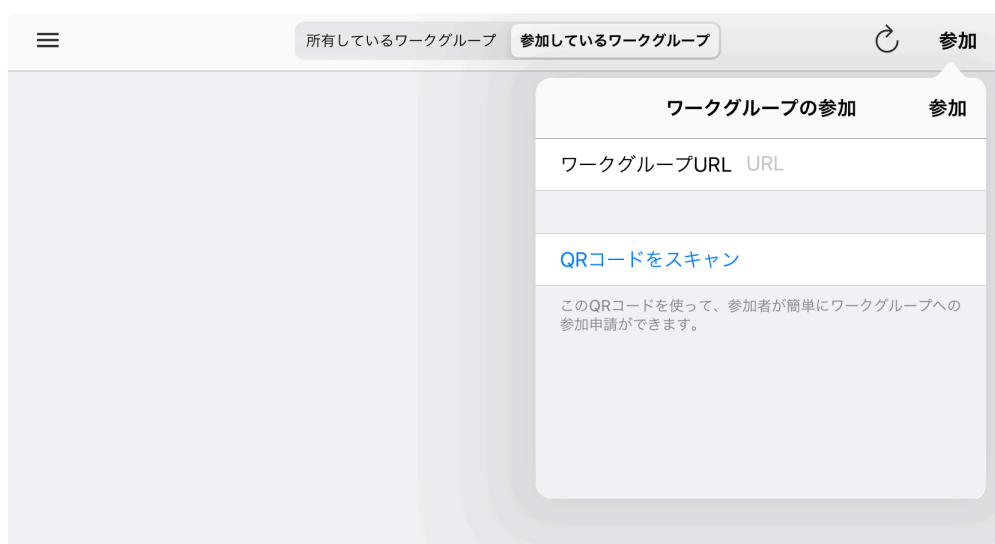 所有しているワークグループ 参加しているワークグループ 参加
ワークグループの参加 参加
ワークグループURL URL
QRコードをスキャン
このQRコードを使って、参加者が簡単にワークグループへの
参加申請ができます。